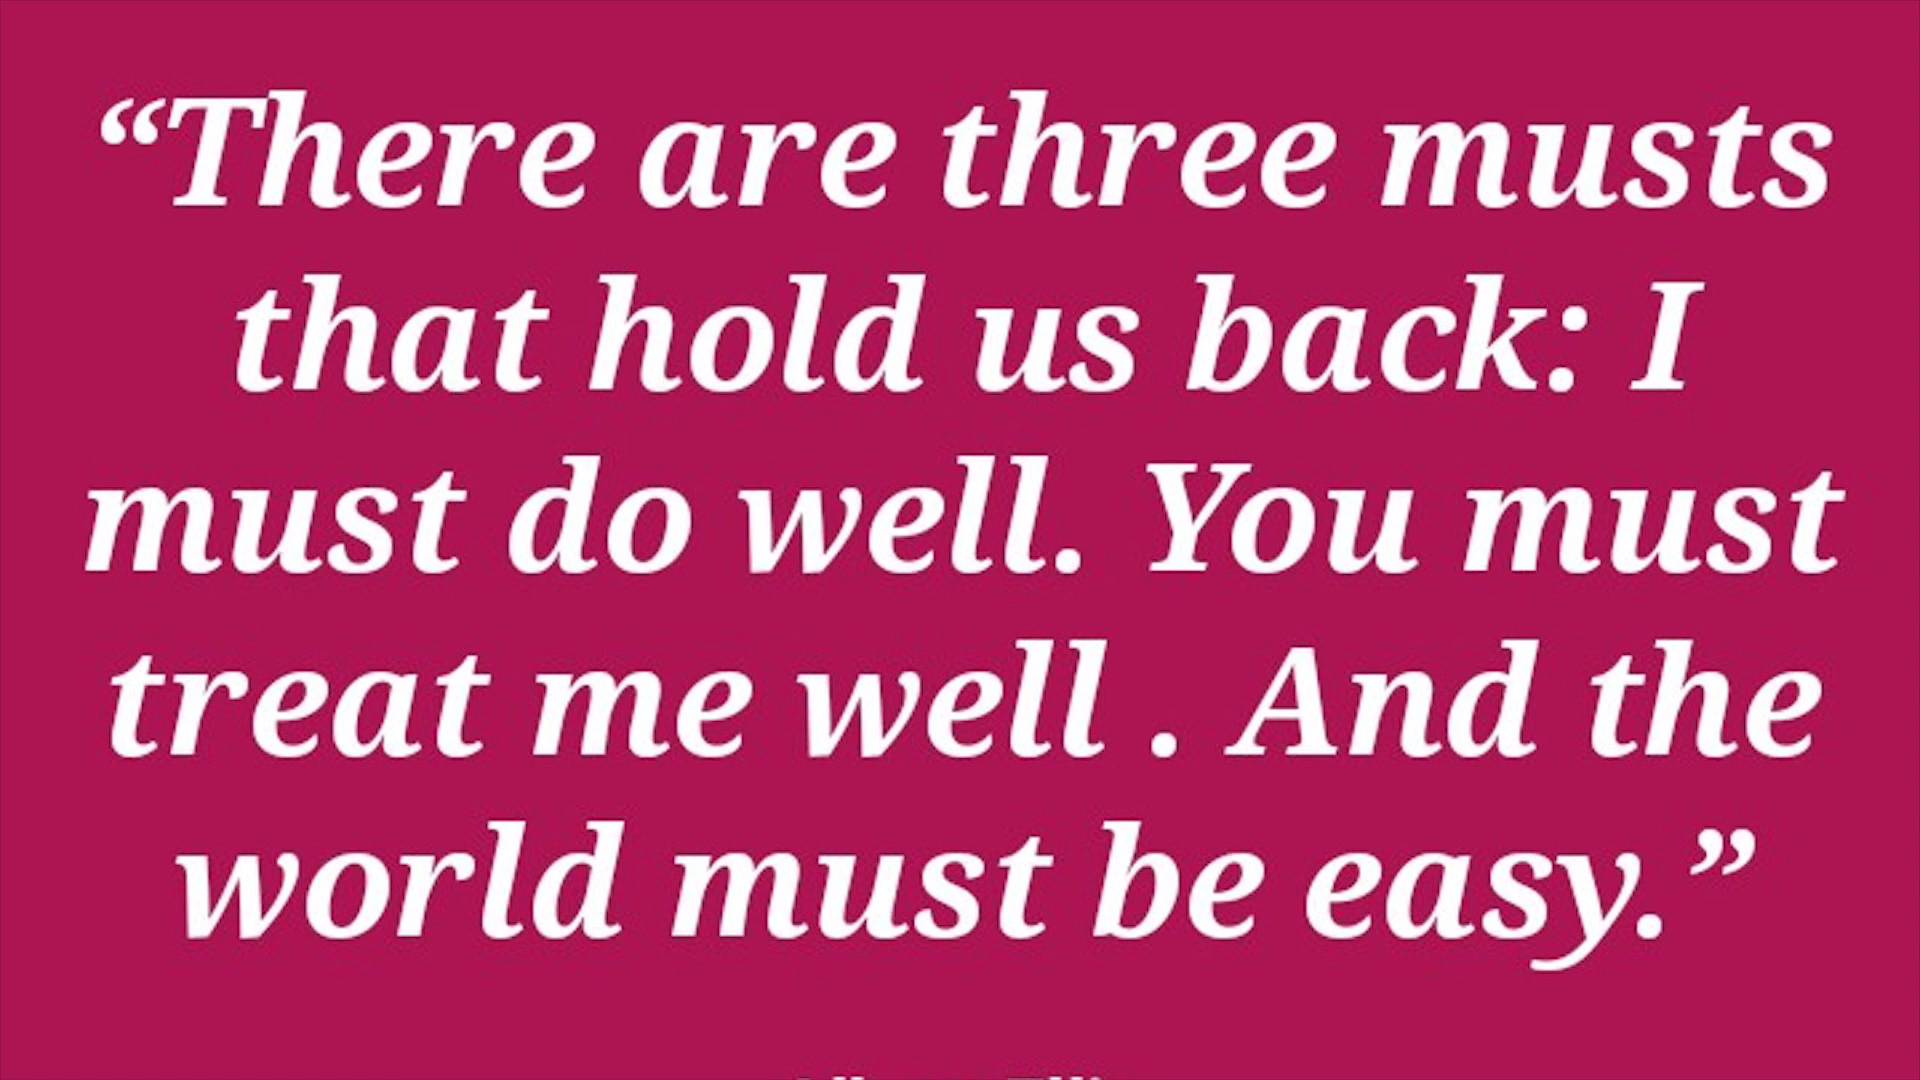 “There are three musts
that hold us back: I
must do well. You must
treat me well . And the
world must be easy.”